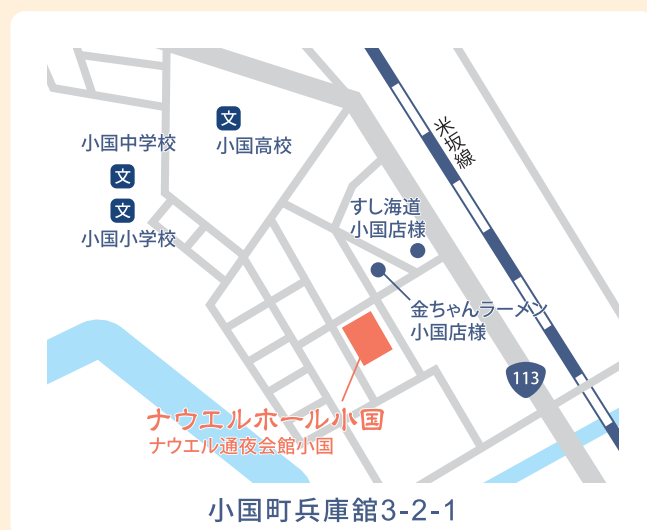 小国中学校
文
小国高校
文
文
小国小学校
米坂線
すし海道
小国店様
金ちゃんラーメン
小国店様
113
ナウエルホール小国
ナウエル通夜会館小国
小国町兵庫舘3-2-1